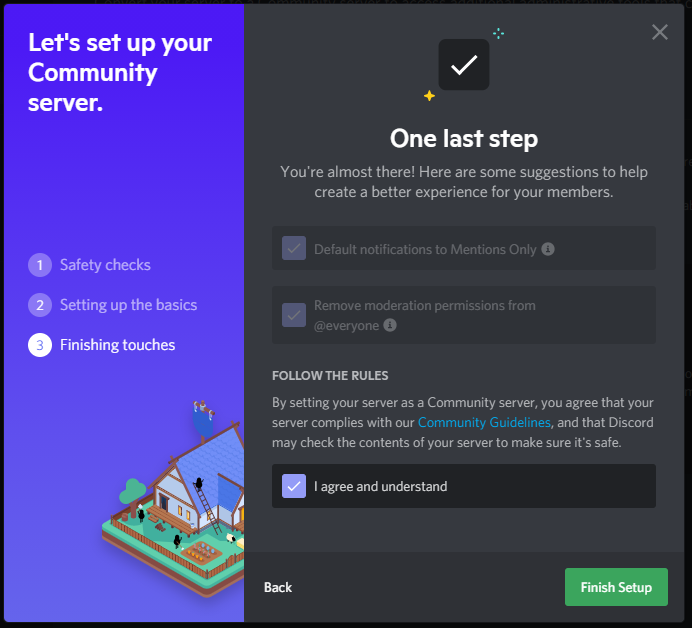 Let's set up your
Community
server.
1 Safety checks
2 Setting up the basics
3 Finishing touches
One last step
You're almost there! Here are some suggestions to help
create a better experience for your members.
Default notifications to Mentions Only
Remove moderation permissions from
@everyone
FOLLOW THE RULES
By setting your server as a Community server, you agree that your
server complies with our Community Guidelines, and that Discord
may check the contents of your server to make sure it's safe.
I agree and understand
Back
Finish Setup